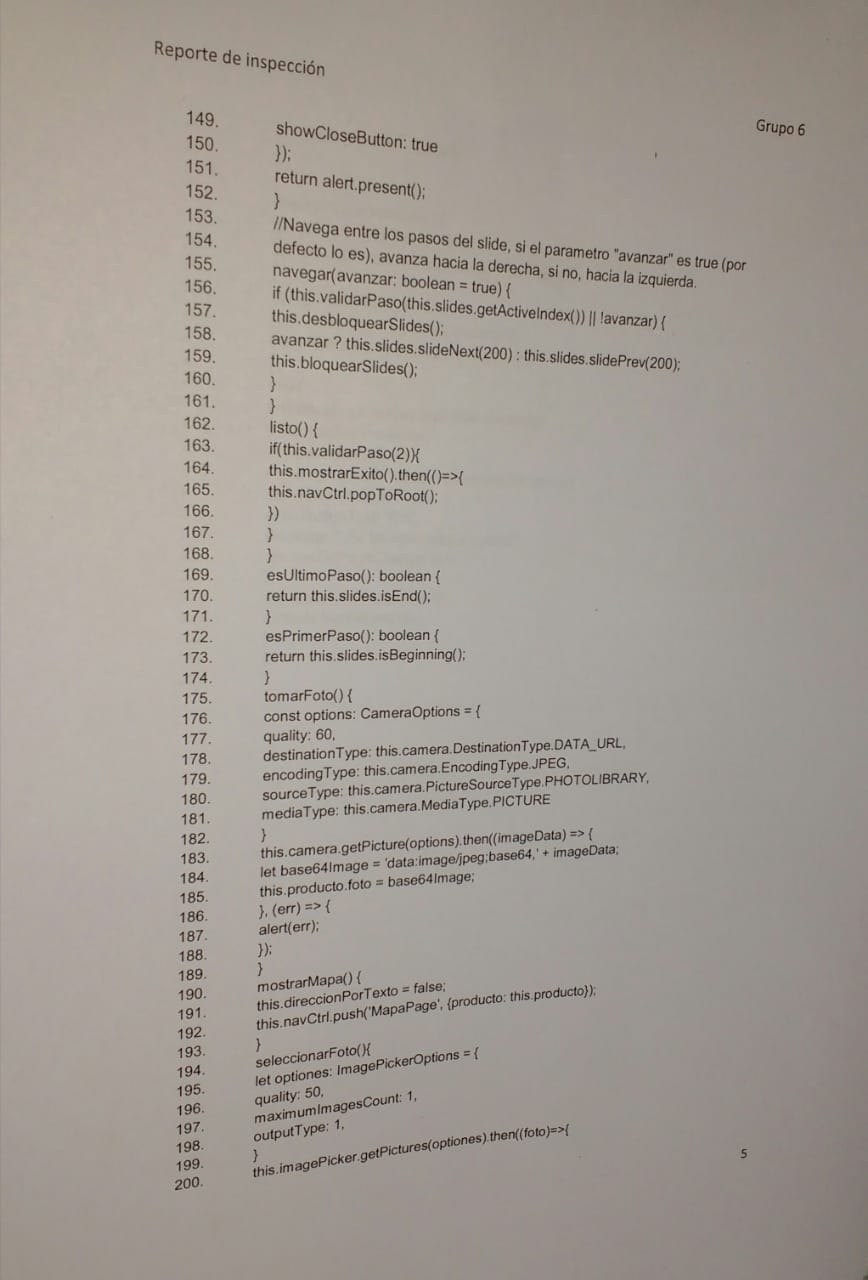 Reporte de inspección
Grupo 6
149. showCloseButton: true
150. });
151. return alert.present();
152. }
153. //Navega entre los pasos del slide, si el parametro "avanzar" es true (por
154. defecto lo es), avanza hacia la derecha, si no, hacia la izquierda.
155. navegar(avanzar: boolean = true) {
156. if (this.validarPaso(this.slides.getActiveIndex()) || !avanzar) {
157. this.desbloquearSlides();
158. avanzar ? this.slides.slideNext(200) : this.slides.slidePrev(200);
159. this.bloquearSlides();
160. }
161. }
162. listo() {
163. if(this.validarPaso(2)){
164. this.mostrarExito().then(()=>{
165. this.navCtrl.popToRoot();
166. })
167. }
168. }
169. esUltimoPaso(): boolean {
170. return this.slides.isEnd();
171. }
172. esPrimerPaso(): boolean {
173. return this.slides.isBeginning();
174. }
175. tomarFoto() {
176. const options: CameraOptions = {
177. quality: 60,
178. destinationType: this.camera.DestinationType.DATA_URL,
179. encodingType: this.camera.EncodingType.JPEG,
180. sourceType: this.camera.PictureSourceType.PHOTOLIBRARY,
181. mediaType: this.camera.MediaType.PICTURE
182. }
183. this.camera.getPicture(options).then((imageData) => {
184. let base64Image = 'data:image/jpeg;base64,' + imageData;
185. this.producto.foto = base64Image;
186. }, (err) => {
187. alert(err);
188. });
189. }
190. mostrarMapa() {
191. this.direccionPorTexto = false;
192. this.navCtrl.push('MapaPage', {producto: this.producto});
193. }
194. seleccionarFoto(){
195. let optiones: ImagePickerOptions = {
196. quality: 50,
197. maximumImagesCount: 1,
198. outputType: 1,
199. }
200. this.imagePicker.getPictures(optiones).then((foto)=>{
5